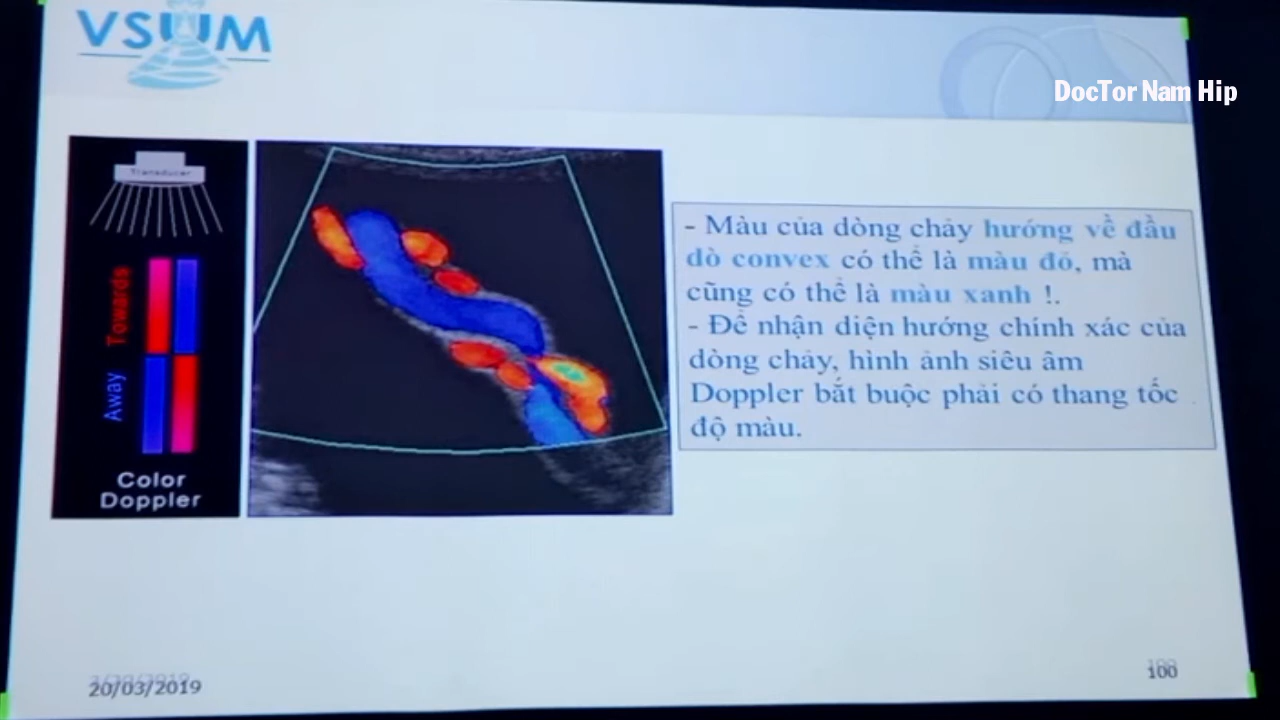 VSUM
DocTor Nam Hip
Transducer
Towards
Away
Color
Doppler
- Màu của dòng chảy hướng về đầu
dò convex có thể là màu đỏ, mà
cũng có thể là màu xanh !.
- Để nhận diện hướng chính xác của
dòng chảy, hình ảnh siêu âm
Doppler bắt buộc phải có thang tốc
độ màu.
20/03/2019
100